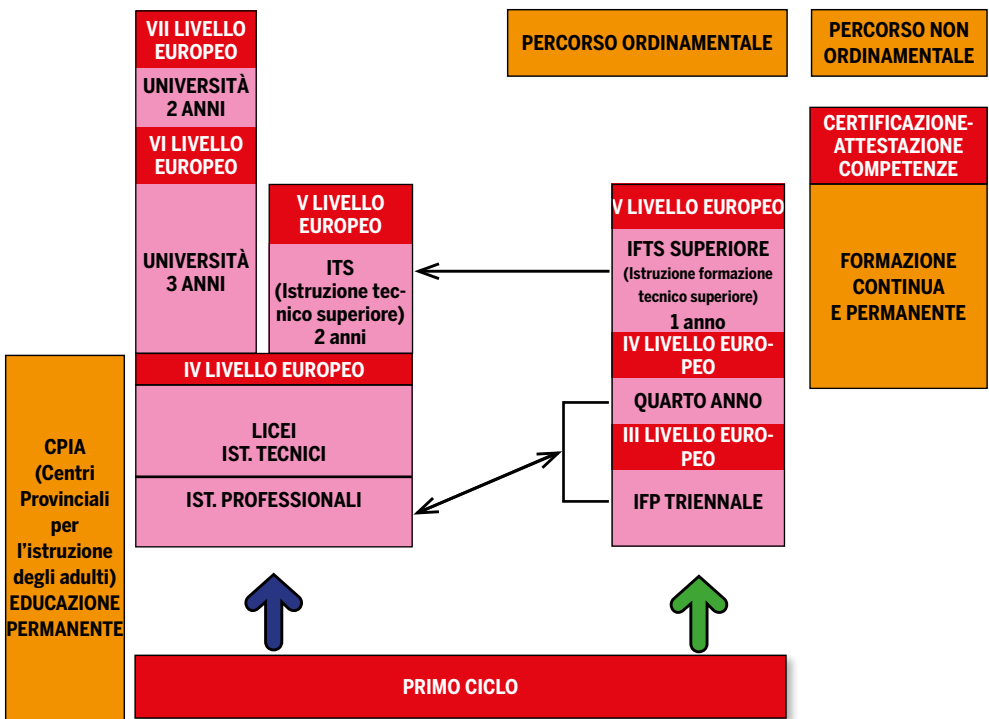 VII LIVELLO
EUROPEO
UNIVERSITÀ
2 ANNI
VI LIVELLO
EUROPEO
UNIVERSITÀ
3 ANNI
V LIVELLO
EUROPEO
ITS
(Istruzione tec-
nico superiore)
2 anni
IV LIVELLO EUROPEO
LICEI
IST. TECNICI
IST. PROFESSIONALI
CPIA
(Centri
Provinciali
per
l'istruzione
degli adulti)
EDUCAZIONE
PERMANENTE
PERCORSO ORDINAMENTALE
V LIVELLO EUROPEO
IFTS SUPERIORE
(Istruzione formazione
tecnico superiore)
1 anno
IV LIVELLO EURO-
PEO
QUARTO ANNO
III LIVELLO EURO-
PEO
IFP TRIENNALE
PERCORSO NON
ORDINAMENTALE
CERTIFICAZIONE-
ATTESTAZIONE
COMPETENZE
FORMAZIONE
CONTINUA
E PERMANENTE
PRIMO CICLO